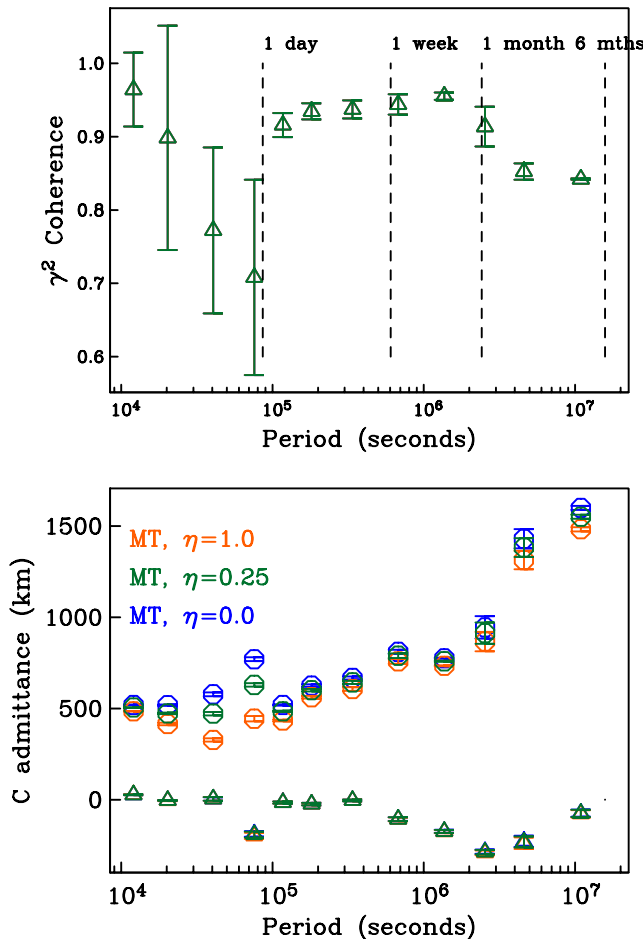 1 day 1 week 1 month 6 mths
1.0
0.9
0.8
0.7
0.6
γ² Coherence
10⁴ 10⁵ 10⁶ 10⁷
Period (seconds)
1500
1000
500
0
C admittance (km)
MT, η=1.0
MT, η=0.25
MT, η=0.0
10⁴ 10⁵ 10⁶ 10⁷
Period (seconds)